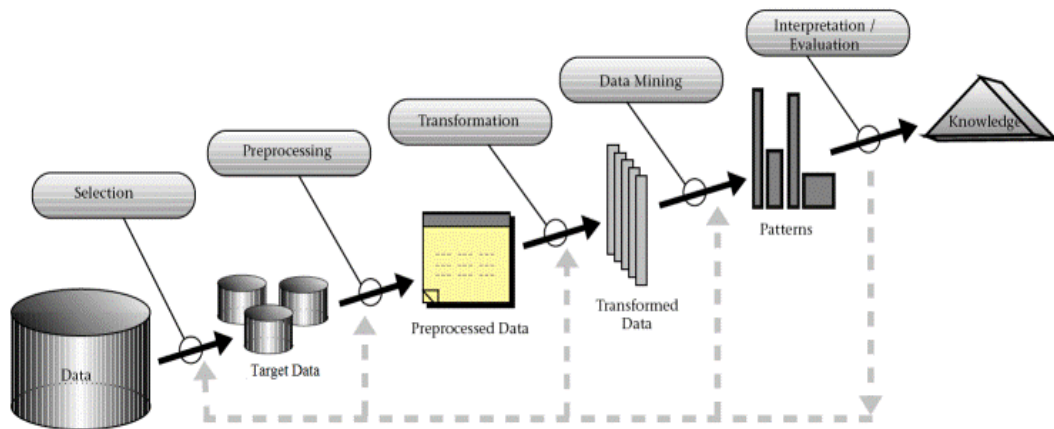 Interpretation /
Evaluation
Data Mining
Transformation
Preprocessing
Selection
Knowledge
Patterns
Transformed
Data
Preprocessed Data
Target Data
Data